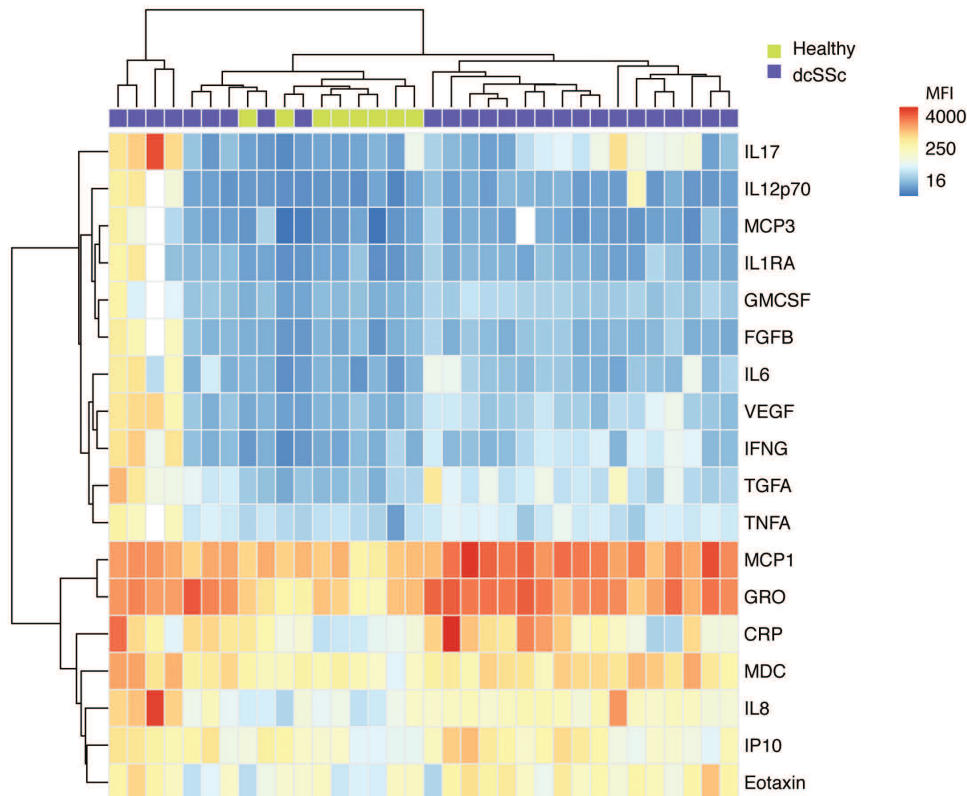 Healthy
dcSSc
MFI
4000
250
16
IL17
IL12p70
MCP3
IL1RA
GMCSF
FGFB
IL6
VEGF
IFNG
TGFA
TNFA
MCP1
GRO
CRP
MDC
IL8
IP10
Eotaxin